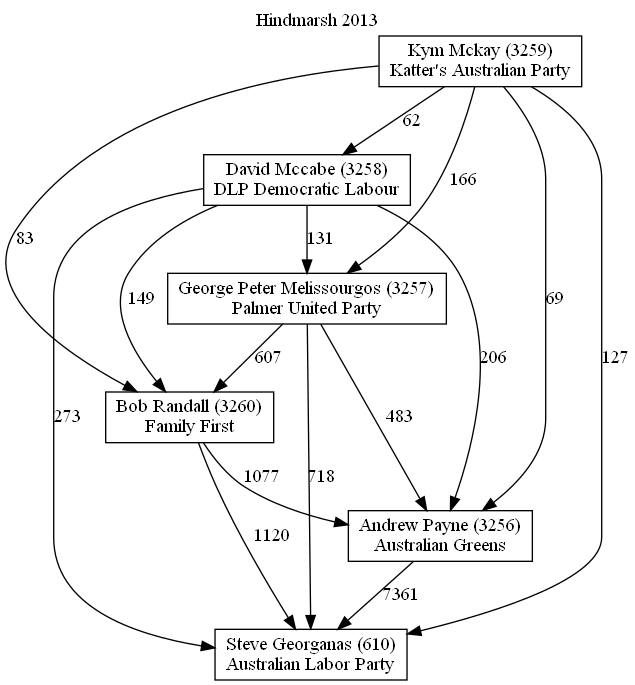 Hindmarsh 2013
Kym Mckay (3259)
Katter's Australian Party
62
David Mccabe (3258)
DLP Democratic Labour
166
83
131
149
George Peter Melissourgos (3257)
Palmer United Party
69
607
206
127
Bob Randall (3260)
Family First
273
483
1077
718
1120
Andrew Payne (3256)
Australian Greens
7361
Steve Georganas (610)
Australian Labor Party